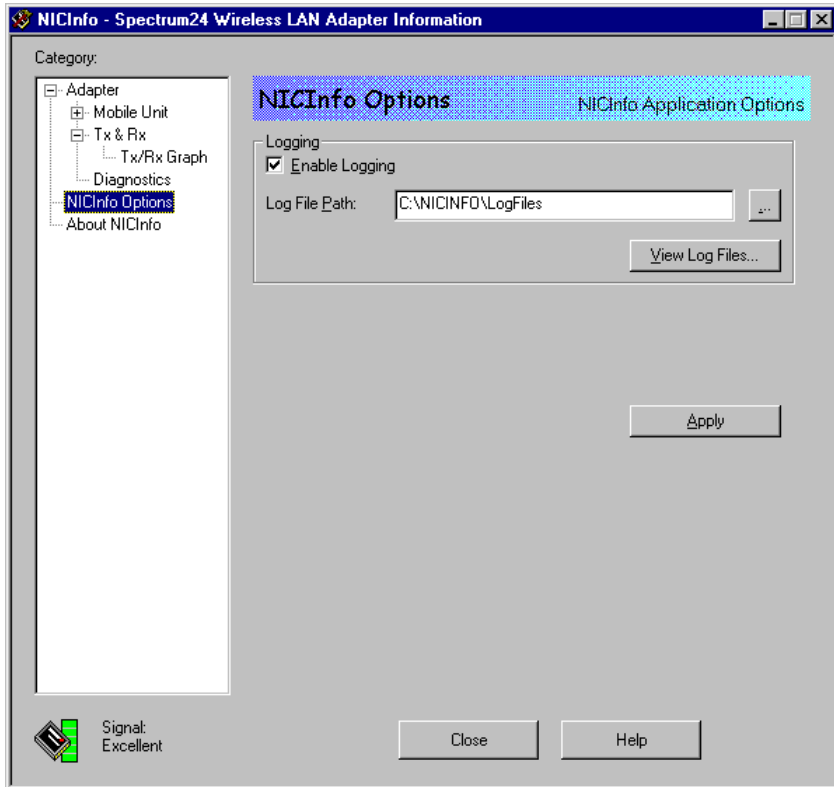 NICInfo - Spectrum24 Wireless LAN Adapter Information
Category:
Adapter
Mobile Unit
Tx & Rx
Tx/Rx Graph
Diagnostics
NICInfo Options
About NICInfo
NICInfo Options
NICInfo Application Options
Logging
Enable Logging
Log File Path:
C:\NICINFO\LogFiles
...
View Log Files...
Apply
Signal:
Excellent
Close
Help